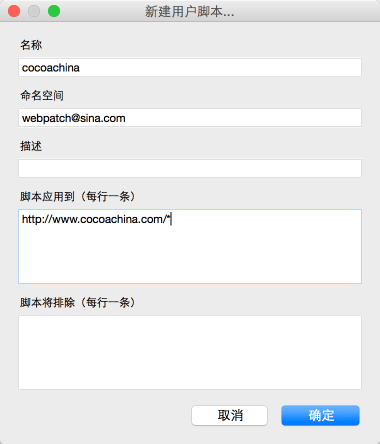 新建用户脚本...
名称
cocoachina
命名空间
webpatch@sina.com
描述
脚本应用到（每行一条）
http://www.cocoachina.com/*
脚本将排除（每行一条）
取消
确定